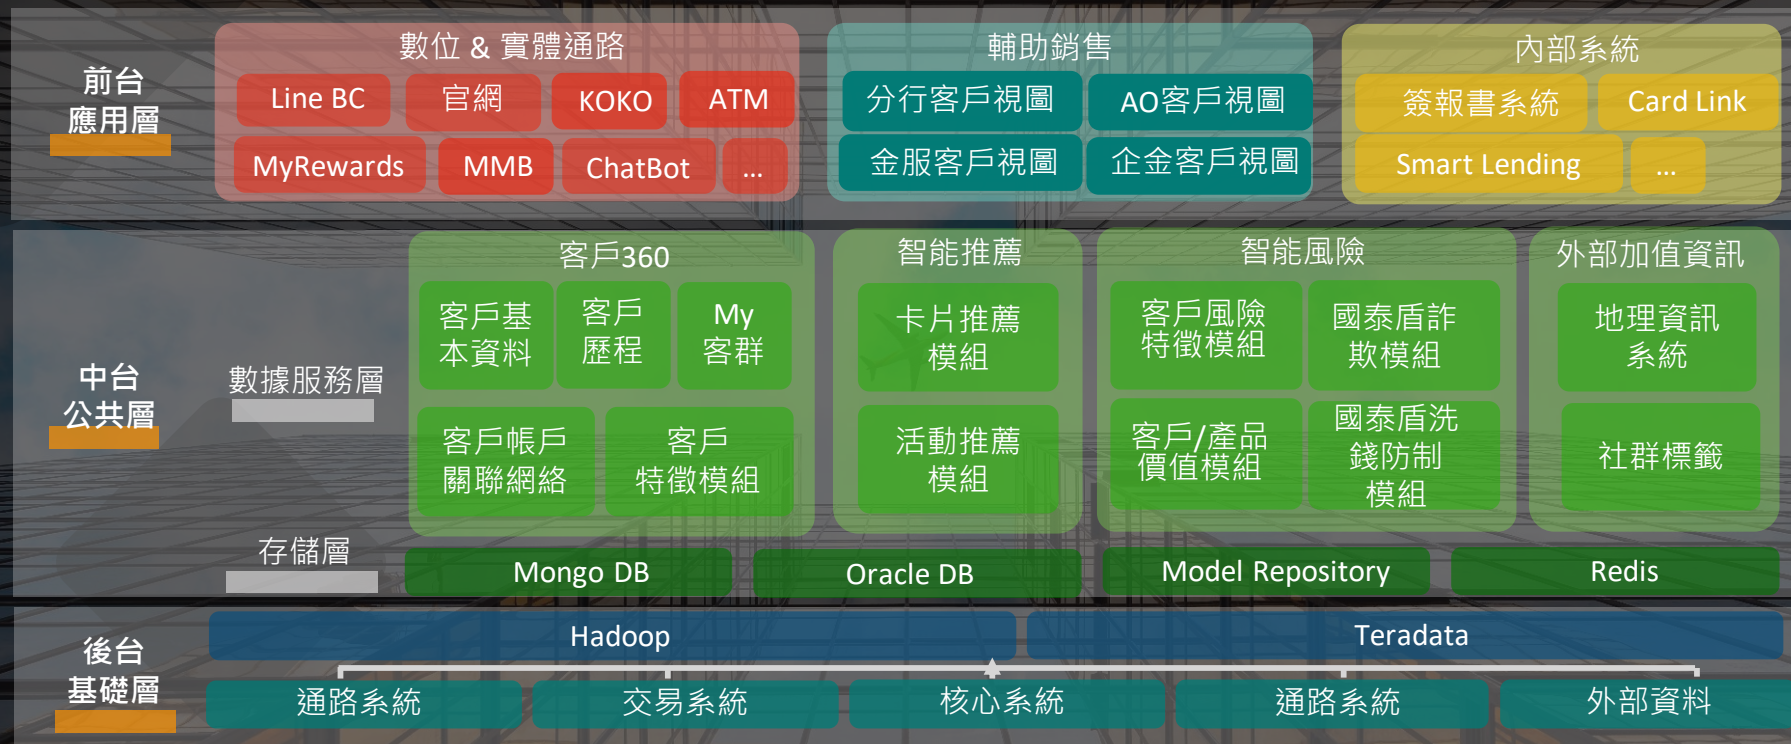 前台
應用層
數位 & 實體通路
Line BC
官網
KOKO
ATM
MyRewards
MMB
ChatBot
...
輔助銷售
分行客戶視圖
AO客戶視圖
金服客戶視圖
企金客戶視圖
內部系統
簽報書系統
Card Link
Smart Lending
...
中台
公共層
數據服務層
客戶360
客戶基
本資料
客戶
歷程
My
客群
客戶帳戶
關聯網絡
客戶
特徵模組
智能推薦
卡片推薦
模組
活動推薦
模組
智能風險
客戶風險
特徵模組
國泰盾詐
欺模組
客戶/產品
價值模組
國泰盾洗
錢防制
模組
外部加值資訊
地理資訊
系統
社群標籤
存儲層
Mongo DB
Oracle DB
Model Repository
Redis
後台
基礎層
Hadoop
Teradata
通路系統
交易系統
核心系統
通路系統
外部資料